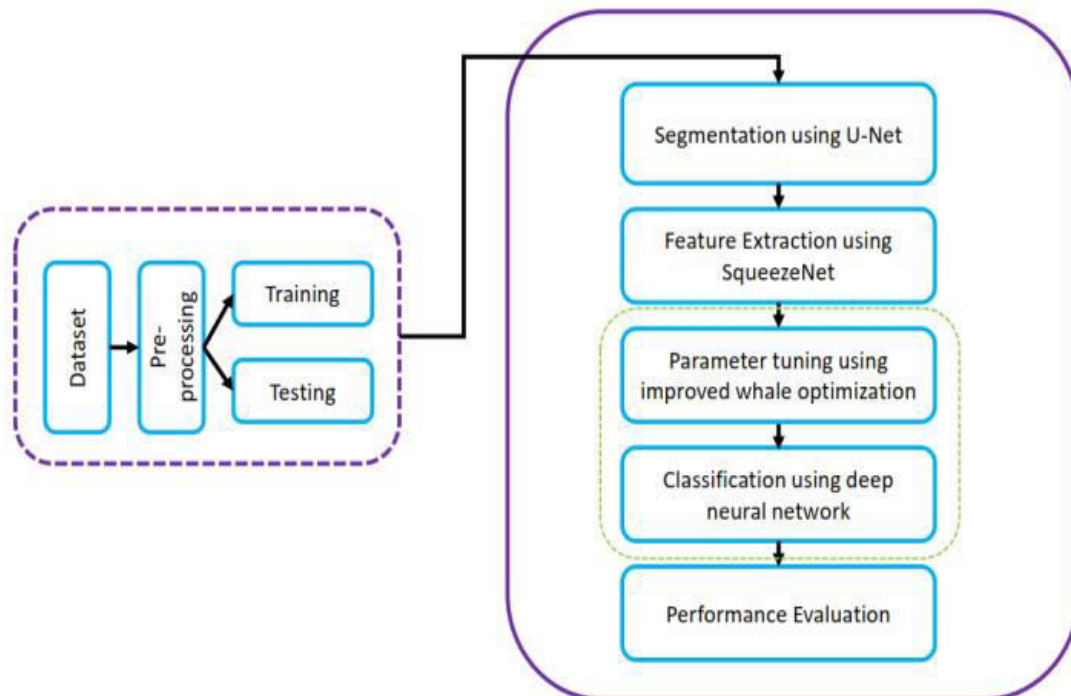 Dataset
Pre-
processing
Training
Testing
Segmentation using U-Net
Feature Extraction using
SqueezeNet
Parameter tuning using
improved whale optimization
Classification using deep
neural network
Performance Evaluation